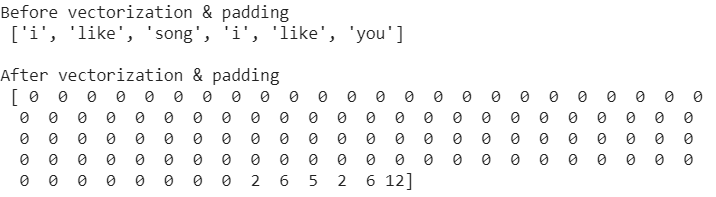 Before vectorization & padding
['i', 'like', 'song', 'i', 'like', 'you']
After vectorization & padding
[ 0 0 0 0 0 0 0 0 0 0 0 0 0 0 0 0 0 0 0 0 0 0 0 0
0 0 0 0 0 0 0 0 0 0 0 0 0 0 0 0 0 0 0 0 0 0 0 0
0 0 0 0 0 0 0 0 0 0 0 0 0 0 0 0 0 0 0 0 0 0 0 0
0 0 0 0 0 0 0 0 0 0 0 0 0 0 0 0 0 0 0 0 0 0 0 0
0 0 0 0 0 0 0 0 2 6 5 2 6 12]